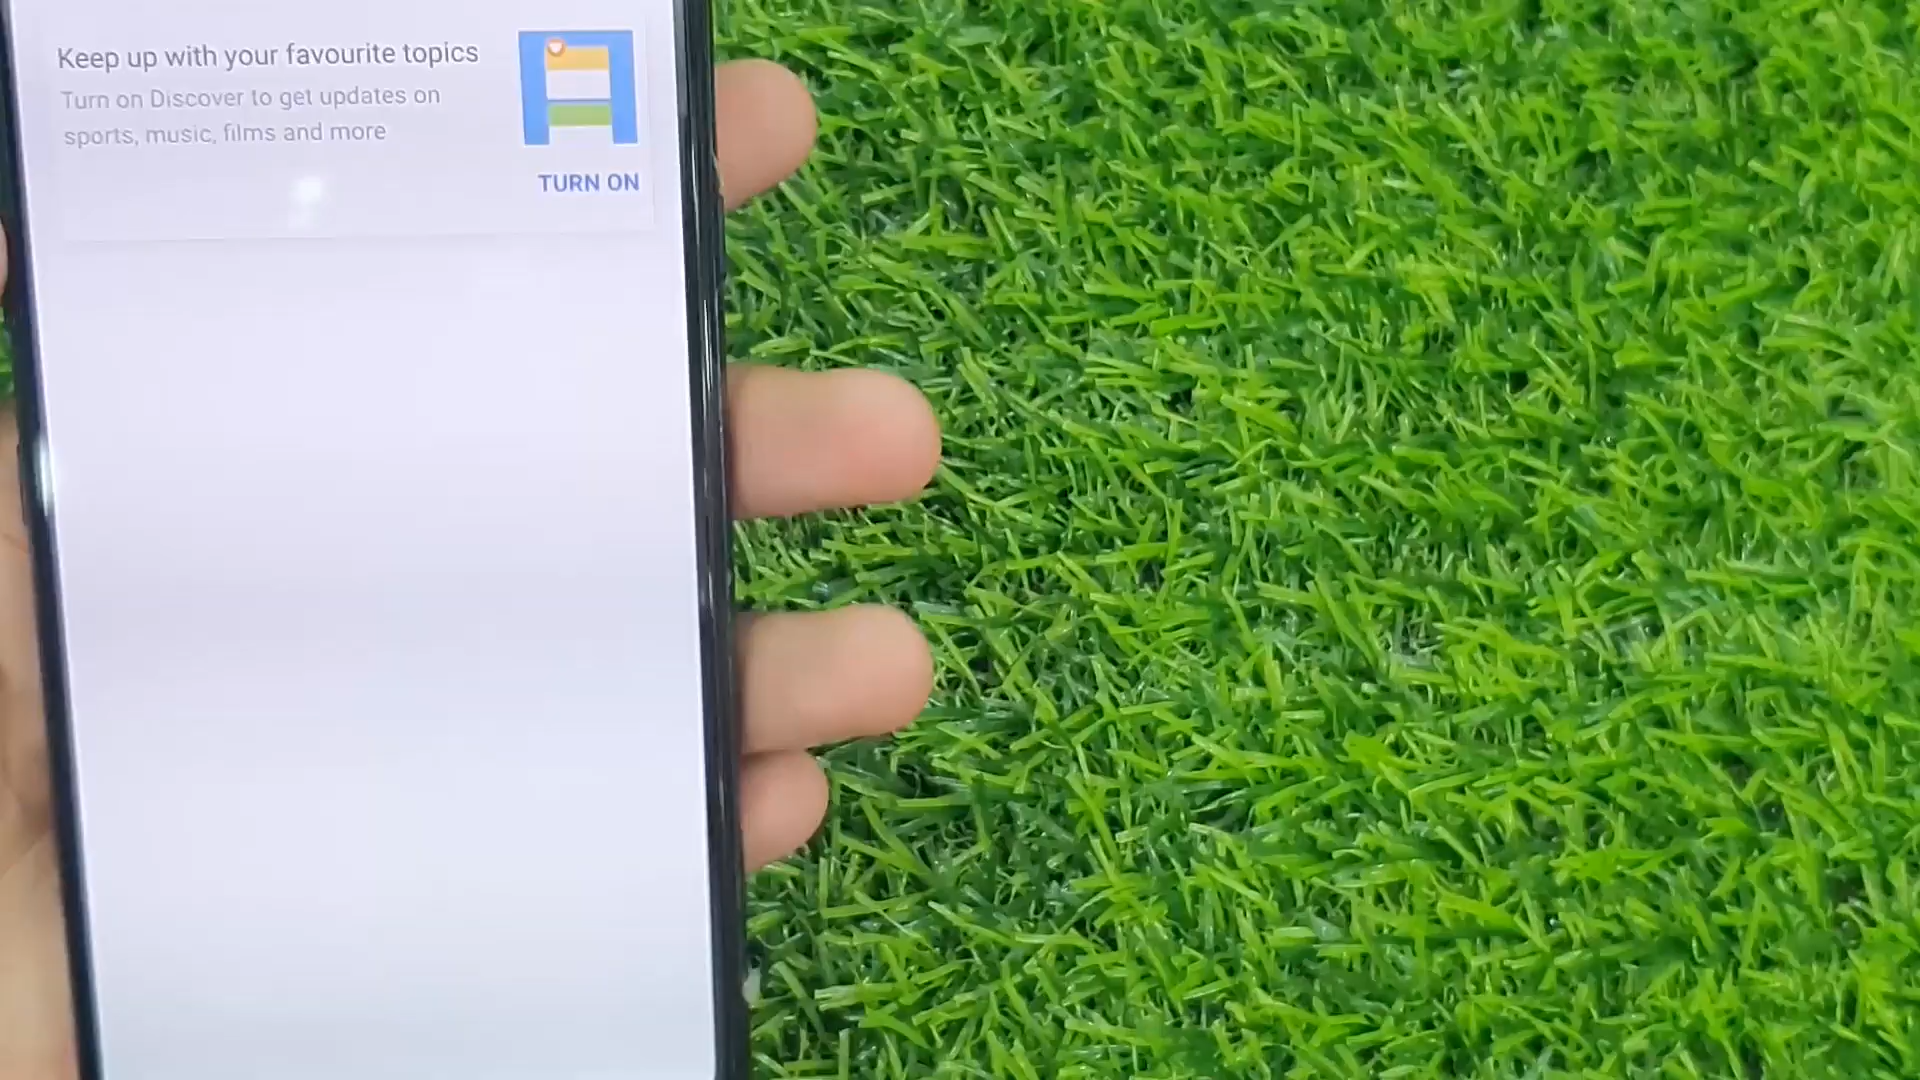 Keep up with your favourite topics
Turn on Discover to get updates on
sports, music, films and more
TURN ON